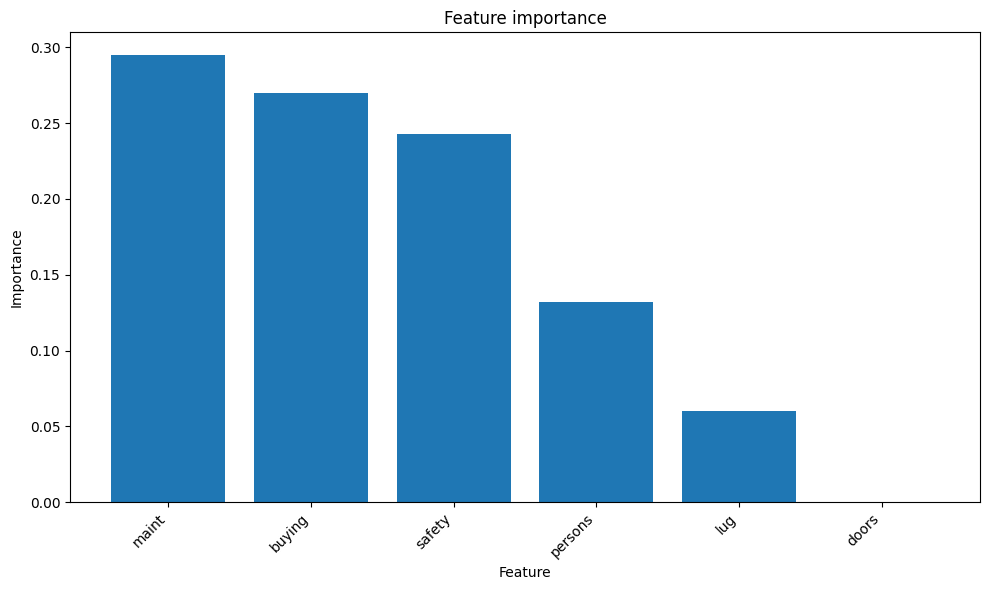 Feature importance
0.30
0.25
0.20
0.15
0.10
0.05
0.00
Importance
maint
buying
safety
persons
lug
doors
Feature